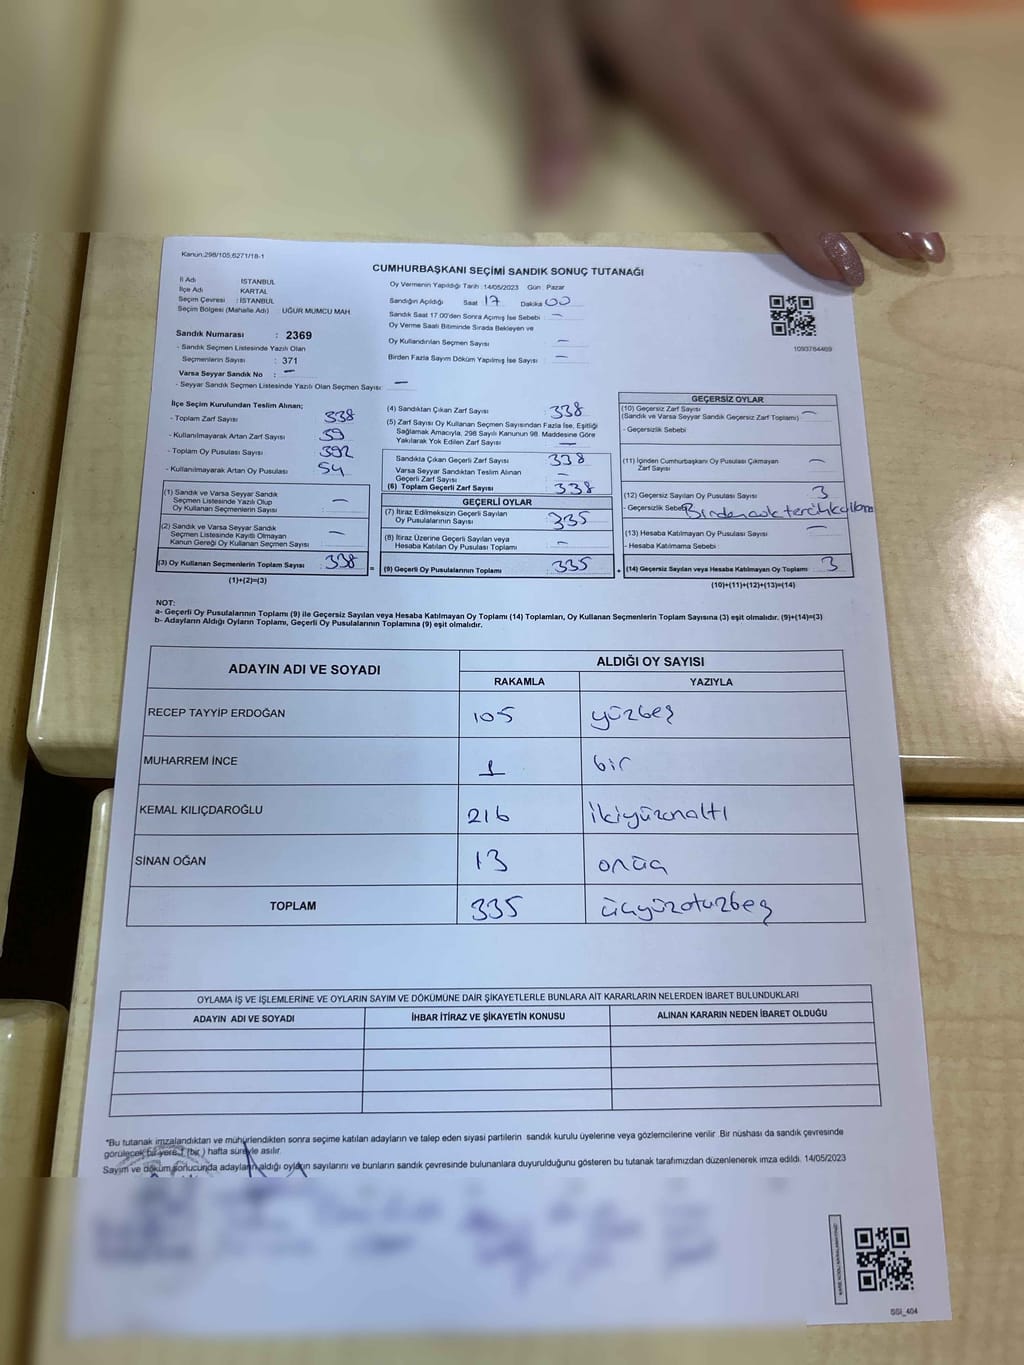 Kanun.298/105,6271/18-1
CUMHURBAŞKANI SEÇİMİ SANDIK SONUÇ TUTANAĞI
İl Adı İSTANBUL
İlçe Adı KARTAL
Seçim Çevresi : İSTANBUL
Seçim Bölgesi (Mahalle Adı) UĞUR MUMCU MAH
Sandık Numarası : 2369
- Sandık Seçmen Listesinde Yazılı Olan
Seçmenlerin Sayısı : 371
Varsa Seyyar Sandık No : —
- Seyyar Sandık Seçmen Listesinde Yazılı Olan Seçmen Sayısı —
Oy Vermenin Yapıldığı Tarih : 14/05/2023 Gün : Pazar
Sandığın Açıldığı Saat 17 Dakika 00
Sandık Saat 17.00'den Sonra Açımış İse Sebebi : —
Oy Verme Saati Bitiminde Sırada Bekleyen ve
Oy Kullandırılan Seçmen Sayısı —
Birden Fazla Sayım Döküm Yapılmış İse Sayısı : —
1093784469
İlçe Seçim Kurulundan Teslim Alınan;
- Toplam Zarf Sayısı 338
- Kullanılmayarak Artan Zarf Sayısı : 39
- Toplam Oy Pusulası Sayısı : 392
- Kullanılmayarak Artan Oy Pusulası 54
(1) Sandık ve Varsa Seyyar Sandık
Seçmen Listesinde Yazılı Olup
Oy Kullanan Seçmenlerin Sayısı : —
(2) Sandık ve Varsa Seyyar Sandık
Seçmen Listesinde Kayıtlı Olmayan
Kanun Gereği Oy Kullanan Seçmen Sayısı : —
(3) Oy Kullanan Seçmenlerin Toplam Sayısı : 338 =
(1)+(2)=(3)
(4) Sandıktan Çıkan Zarf Sayısı : 338
(5) Zarf Sayısı Oy Kullanan Seçmen Sayısından Fazla İse, Eşitliği
Sağlamak Amacıyla, 298 Sayılı Kanunun 98. Maddesine Göre
Yakılarak Yok Edilen Zarf Sayısı : —
Sandıkta Çıkan Geçerli Zarf Sayısı : 338
Varsa Seyyar Sandıktan Teslim Alınan
Geçerli Zarf Sayısı : —
(6) Toplam Geçerli Zarf Sayısı : 338
GEÇERLİ OYLAR
(7) İtiraz Edilmeksizin Geçerli Sayılan
Oy Pusulalarının Sayısı : 335
(8) İtiraz Üzerine Geçerli Sayılan veya
Hesaba Katılan Oy Pusulası Toplamı : —
(9) Geçerli Oy Pusulalarının Toplamı : 335 +
GEÇERSİZ OYLAR
(10) Geçersiz Zarf Sayısı
(Sandık ve Varsa Seyyar Sandık Geçersiz Zarf Toplamı) : —
- Geçersizlik Sebebi
(11) İçinden Cumhurbaşkanı Oy Pusulası Çıkmayan
Zarf Sayısı : —
(12) Geçersiz Sayılan Oy Pusulası Sayısı : 3
- Geçersizlik Sebebi Birden çok tercih
(13) Hesaba Katılmayan Oy Pusulası Sayısı : —
- Hesaba Katılmama Sebebi :
(14) Geçersiz Sayılan veya Hesaba Katılmayan Oy Toplamı : 3
(10)+(11)+(12)+(13)=(14)
NOT:
a- Geçerli Oy Pusulalarının Toplamı (9) ile Geçersiz Sayılan veya Hesaba Katılmayan Oy Toplamı (14) Toplamları, Oy Kullanan Seçmenlerin Toplam Sayısına (3) eşit olmalıdır. (9)+(14)=(3)
b- Adayların Aldığı Oyların Toplamı, Geçerli Oy Pusulalarının Toplamına (9) eşit olmalıdır.
ADAYIN ADI VE SOYADI ALDIĞI OY SAYISI
RAKAMLA YAZIYLA
RECEP TAYYİP ERDOĞAN 105 yüzbeş
MUHARREM İNCE 1 bir
KEMAL KILIÇDAROĞLU 216 ikiyüzonaltı
SİNAN OĞAN 13 onüç
TOPLAM 335 üçyüzotuzbeş
OYLAMA İŞ VE İŞLEMLERİNE VE OYLARIN SAYIM VE DÖKÜMÜNE DAİR ŞİKAYETLERLE BUNLARA AİT KARARLARIN NELERDEN İBARET BULUNDUKLARI
ADAYIN ADI VE SOYADI İHBAR İTİRAZ VE ŞİKAYETİN KONUSU ALINAN KARARIN NEDEN İBARET OLDUĞU
*Bu tutanak imzalandıktan ve mühürlendikten sonra seçime katılan adayların ve talep eden siyasi partilerin sandık kurulu üyelerine veya gözlemcilerine verilir. Bir nüshası da sandık çevresinde
görülecek bir yere 1 (bir ) hafta süreyle asılır.
Sayım ve döküm sonucunda adayların aldığı oyların sayılarını ve bunların sandık çevresinde bulunanlara duyurulduğunu gösteren bu tutanak tarafımızdan düzenlenerek imza edildi. 14/05/2023
SSI_404